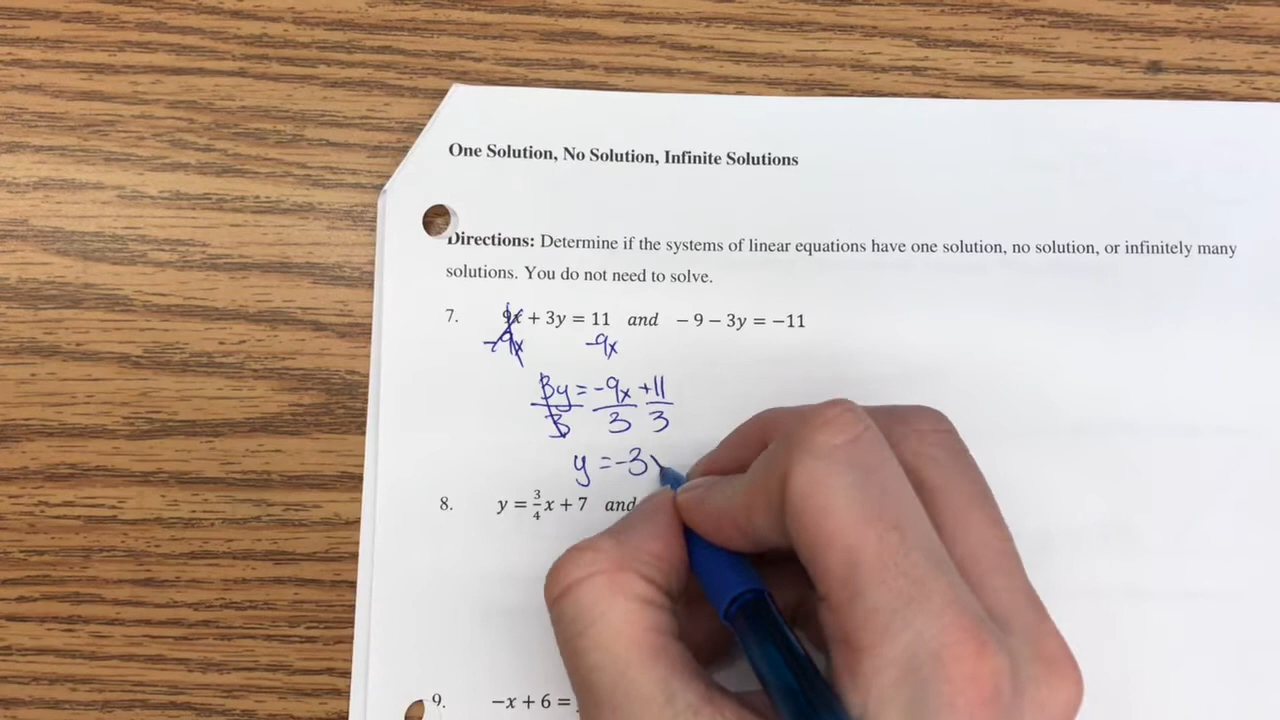 One Solution, No Solution, Infinite Solutions
Directions: Determine if the systems of linear equations have one solution, no solution, or infinitely many
solutions. You do not need to solve.
7. 9x + 3y = 11 and − 9 − 3y = −11
-9x -9x
3y = -9x +11
3 3 3
y = -3x
8. y = 3/4 x + 7 and
9. −x + 6 =